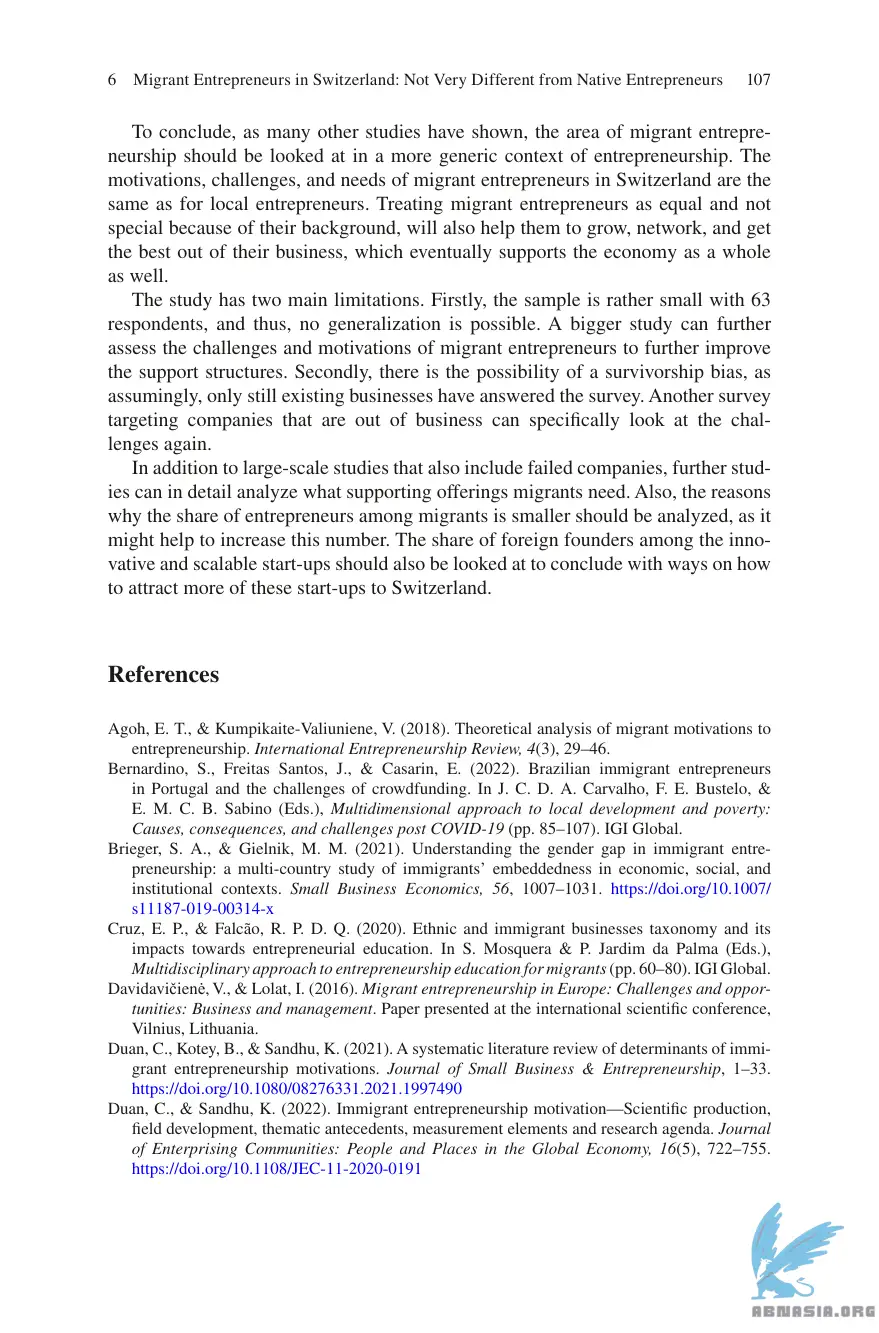 6 Migrant Entrepreneurs in Switzerland: Not Very Different from Native Entrepreneurs 107
To conclude, as many other studies have shown, the area of migrant entrepre-
neurship should be looked at in a more generic context of entrepreneurship. The
motivations, challenges, and needs of migrant entrepreneurs in Switzerland are the
same as for local entrepreneurs. Treating migrant entrepreneurs as equal and not
special because of their background, will also help them to grow, network, and get
the best out of their business, which eventually supports the economy as a whole
as well.
The study has two main limitations. Firstly, the sample is rather small with 63
respondents, and thus, no generalization is possible. A bigger study can further
assess the challenges and motivations of migrant entrepreneurs to further improve
the support structures. Secondly, there is the possibility of a survivorship bias, as
assumingly, only still existing businesses have answered the survey. Another survey
targeting companies that are out of business can specifically look at the chal-
lenges again.
In addition to large-scale studies that also include failed companies, further stud-
ies can in detail analyze what supporting offerings migrants need. Also, the reasons
why the share of entrepreneurs among migrants is smaller should be analyzed, as it
might help to increase this number. The share of foreign founders among the inno-
vative and scalable start-ups should also be looked at to conclude with ways on how
to attract more of these start-ups to Switzerland.
References
Agoh, E. T., & Kumpikaite-Valiuniene, V. (2018). Theoretical analysis of migrant motivations to
entrepreneurship. International Entrepreneurship Review, 4(3), 29–46.
Bernardino, S., Freitas Santos, J., & Casarin, E. (2022). Brazilian immigrant entrepreneurs
in Portugal and the challenges of crowdfunding. In J. C. D. A. Carvalho, F. E. Bustelo, &
E. M. C. B. Sabino (Eds.), Multidimensional approach to local development and poverty:
Causes, consequences, and challenges post COVID-19 (pp. 85–107). IGI Global.
Brieger, S. A., & Gielnik, M. M. (2021). Understanding the gender gap in immigrant entre-
preneurship: a multi-country study of immigrants’ embeddedness in economic, social, and
institutional contexts. Small Business Economics, 56, 1007–1031. https://doi.org/10.1007/
s11187-019-00314-x
Cruz, E. P., & Falcão, R. P. D. Q. (2020). Ethnic and immigrant businesses taxonomy and its
impacts towards entrepreneurial education. In S. Mosquera & P. Jardim da Palma (Eds.),
Multidisciplinary approach to entrepreneurship education for migrants (pp. 60–80). IGI Global.
Davidavičienė, V., & Lolat, I. (2016). Migrant entrepreneurship in Europe: Challenges and oppor-
tunities: Business and management. Paper presented at the international scientific conference,
Vilnius, Lithuania.
Duan, C., Kotey, B., & Sandhu, K. (2021). A systematic literature review of determinants of immi-
grant entrepreneurship motivations. Journal of Small Business & Entrepreneurship, 1–33.
https://doi.org/10.1080/08276331.2021.1997490
Duan, C., & Sandhu, K. (2022). Immigrant entrepreneurship motivation—Scientific production,
field development, thematic antecedents, measurement elements and research agenda. Journal
of Enterprising Communities: People and Places in the Global Economy, 16(5), 722–755.
https://doi.org/10.1108/JEC-11-2020-0191
ABNASIA.ORG